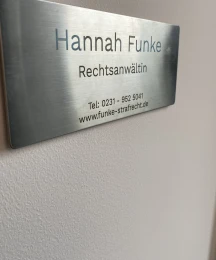 Hannah Funke
Rechtsanwältin
Tel: 0231 - 952 5041
www.funke-strafrecht.de